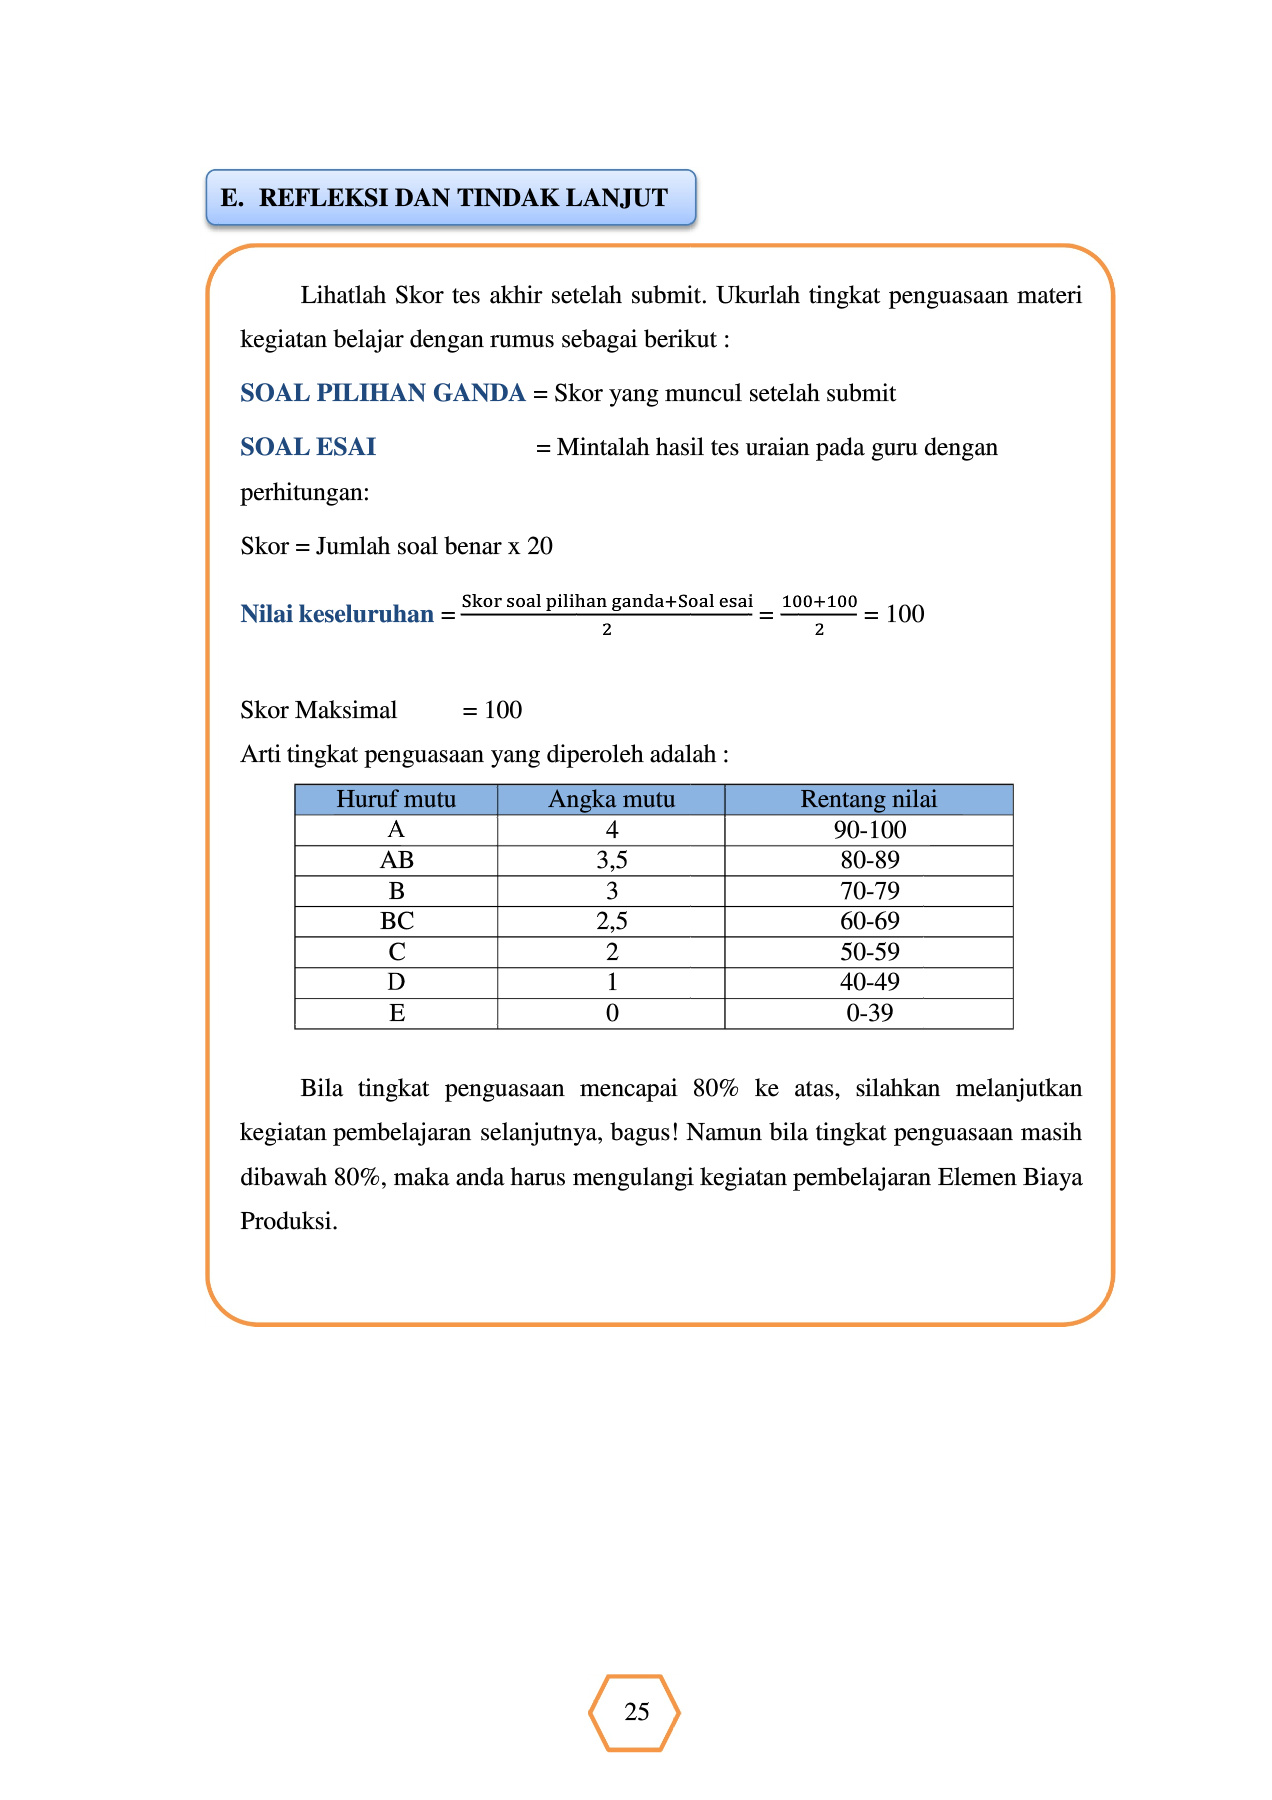 E. REFLEKSI DAN TINDAK LANJUT
Lihatlah Skor tes akhir setelah submit. Ukurlah tingkat penguasaan materi
kegiatan belajar dengan rumus sebagai berikut :
SOAL PILIHAN GANDA = Skor yang muncul setelah submit
SOAL ESAI = Mintalah hasil tes uraian pada guru dengan
perhitungan:
Skor = Jumlah soal benar x 20
Nilai keseluruhan = (Skor soal pilihan ganda+Soal esai)/2 = (100+100)/2 = 100
Skor Maksimal = 100
Arti tingkat penguasaan yang diperoleh adalah :
Huruf mutu Angka mutu Rentang nilai
A 4 90-100
AB 3,5 80-89
B 3 70-79
BC 2,5 60-69
C 2 50-59
D 1 40-49
E 0 0-39
Bila tingkat penguasaan mencapai 80% ke atas, silahkan melanjutkan
kegiatan pembelajaran selanjutnya, bagus! Namun bila tingkat penguasaan masih
dibawah 80%, maka anda harus mengulangi kegiatan pembelajaran Elemen Biaya
Produksi.
25